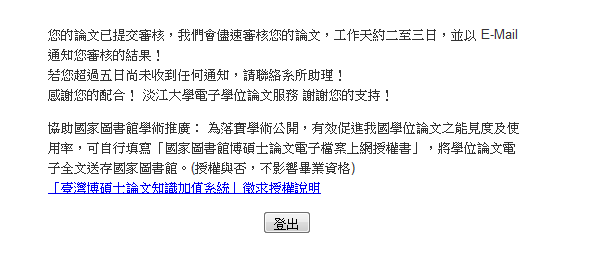 您的論文已提交審核，我們會儘速審核您的論文，工作天約二至三日，並以 E-Mail
通知您審核的結果！
若您超過五日尚未收到任何通知，請聯絡系所助理！
感謝您的配合！ 淡江大學電子學位論文服務 謝謝您的支持！
協助國家圖書館學術推廣： 為落實學術公開，有效促進我國學位論文之能見度及使
用率，可自行填寫「國家圖書館博碩士論文電子檔案上網授權書」，將學位論文電
子全文送存國家圖書館。(授權與否，不影響畢業資格)
「臺灣博碩士論文知識加值系統」徵求授權說明
登出